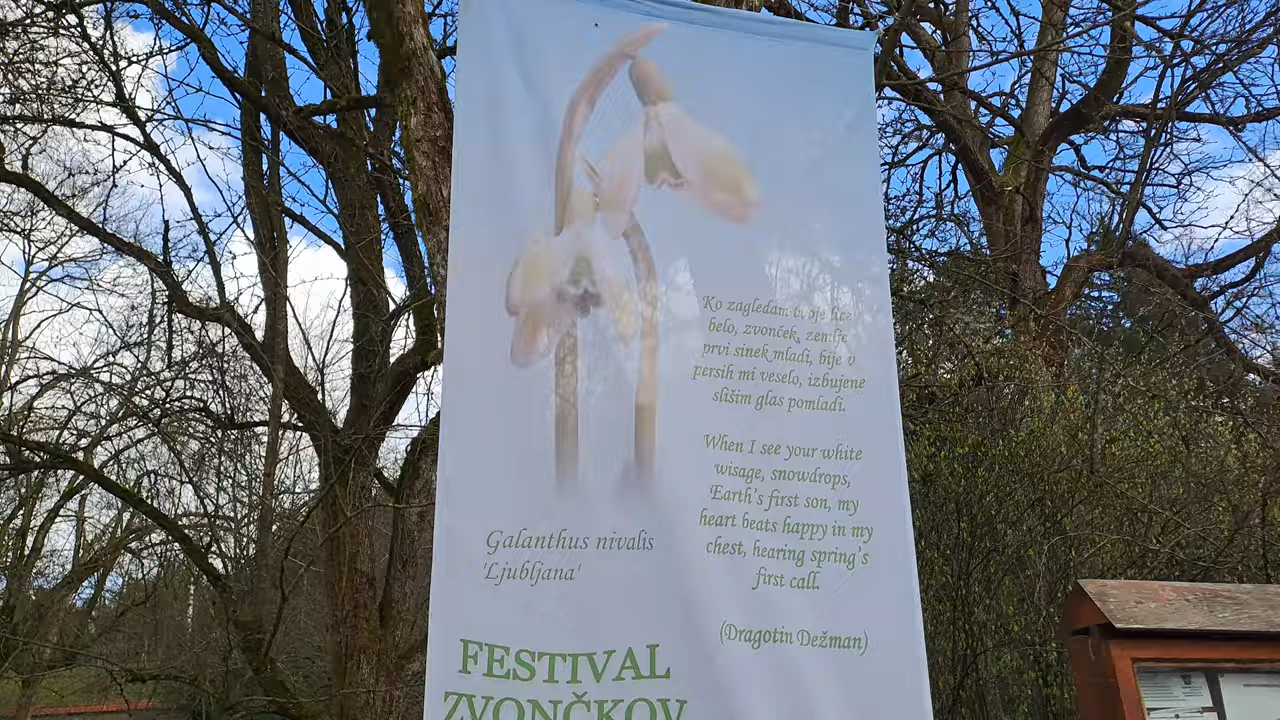 Ko zagledam tvoje lice
belo, zvonček, zemlje
prvi sinek mladi, bije v
persih mi veselo, izbujene
slišim glas pomladi.
When I see your white
wisage, snowdrops,
Earth's first son, my
heart beats happy in my
chest, hearing spring's
first call.
(Dragotin Dežman)
Galanthus nivalis
'Ljubljana'
FESTIVAL
ZVONČKOV